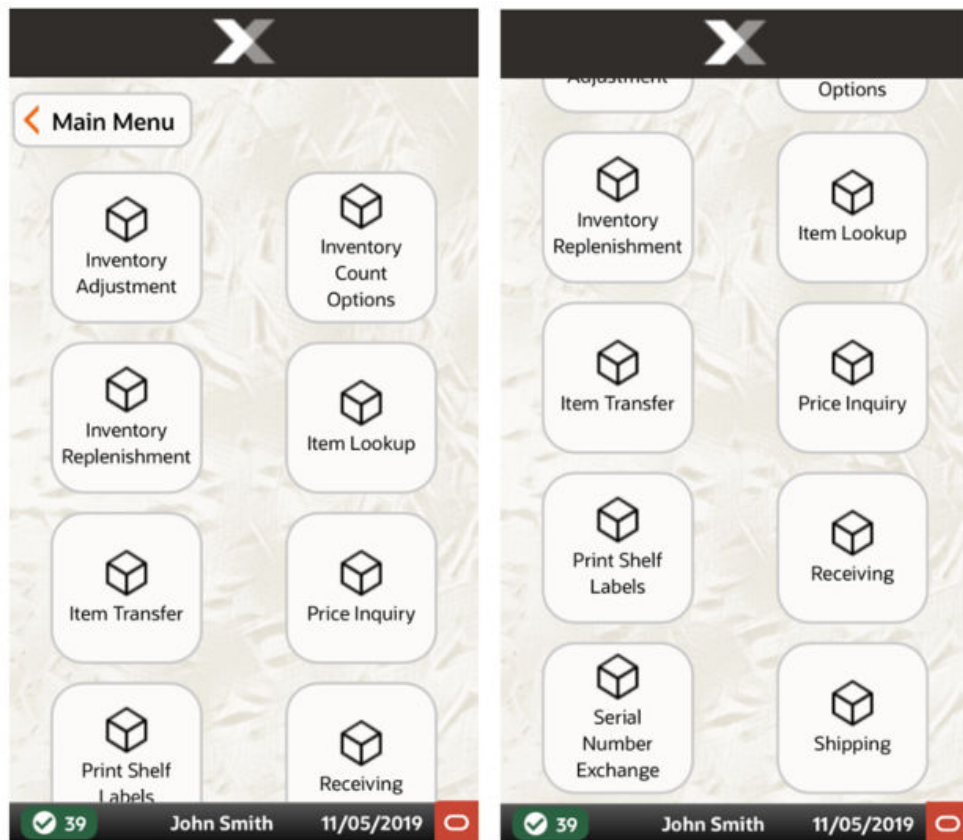 Main Menu
Inventory
Adjustment
Inventory
Count
Options
Inventory
Replenishment
Item Lookup
Item Transfer
Price Inquiry
Print Shelf
Labels
Receiving
39 John Smith 11/05/2019
Adjustment
Options
Inventory
Replenishment
Item Lookup
Item Transfer
Price Inquiry
Print Shelf
Labels
Receiving
Serial
Number
Exchange
Shipping
39 John Smith 11/05/2019